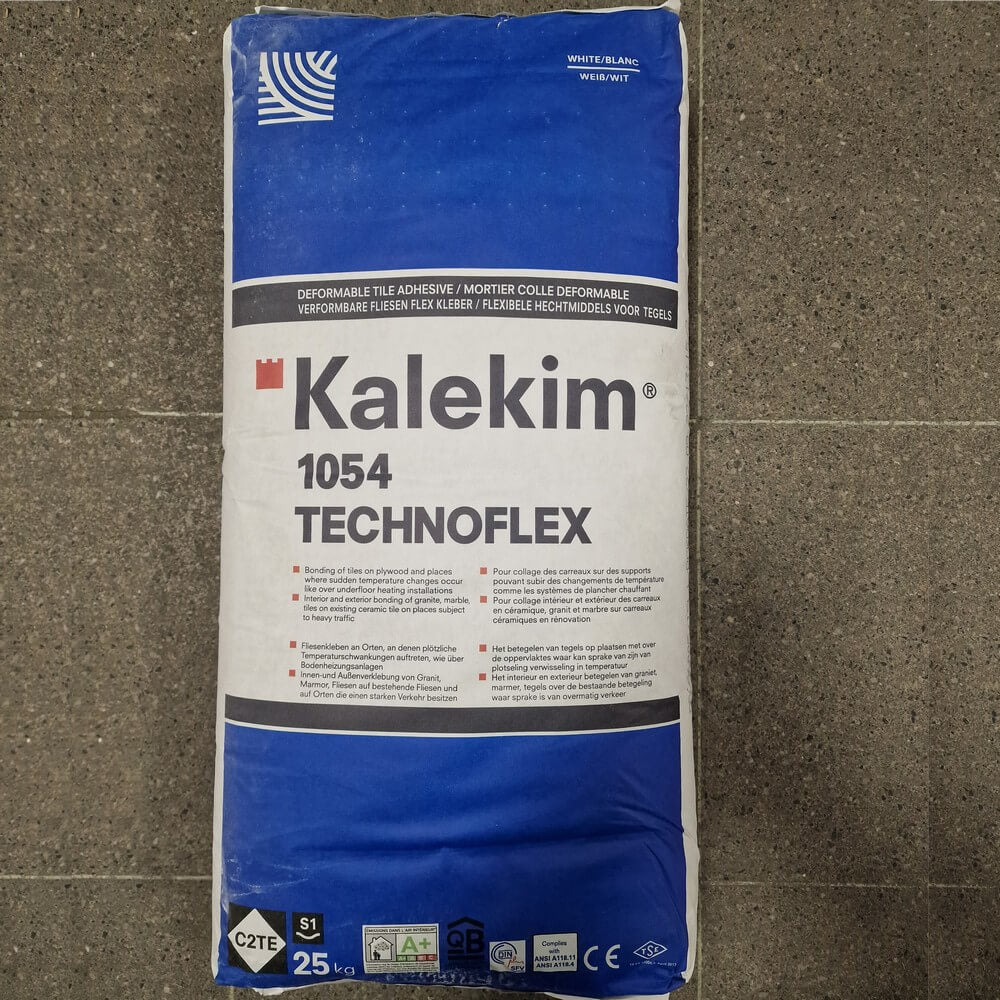 WHITE/BLANC
WEIß/WIT
DEFORMABLE TILE ADHESIVE / MORTIER COLLE DEFORMABLE
VERFORMBARE FLIESEN FLEX KLEBER / FLEXIBELE HECHTMIDDELS VOOR TEGELS
Kalekim®
1054
TECHNOFLEX
Bonding of tiles on plywood and places
where sudden temperature changes occur
like over underfloor heating installations
Interior and exterior bonding of granite, marble,
tiles on existing ceramic tile on places subject
to heavy traffic
Pour collage des carreaux sur des supports
pouvant subir des changements de température
comme les systèmes de plancher chauffant
Pour collage intérieur et extérieur des carreaux
en céramique, granit et marbre sur carreaux
céramiques en rénovation
Fliesenkleben an Orten, an denen plötzliche
Temperaturschwankungen auftreten, wie über
Bodenheizungsanlagen
Innen-und Außenverklebung von Granit,
Marmor, Fliesen auf bestehende Fliesen und
auf Orten die einen starken Verkehr besitzen
Het betegelen van tegels op plaatsen met over
de oppervlaktes waar kan sprake van zijn van
plotseling verwisseling in temperatuur
Het interieur en exterieur betegelen van graniet,
marmer, tegels over de bestaande betegeling
waar sprake is van overmatig verkeer
C2TE
S1
25 kg
ÉMISSIONS DANS L'AIR INTÉRIEUR
A+
QB
DIN
plus
SFV
Complies
with
ANSI A118.11
ANSI A118.4
CE
TSE